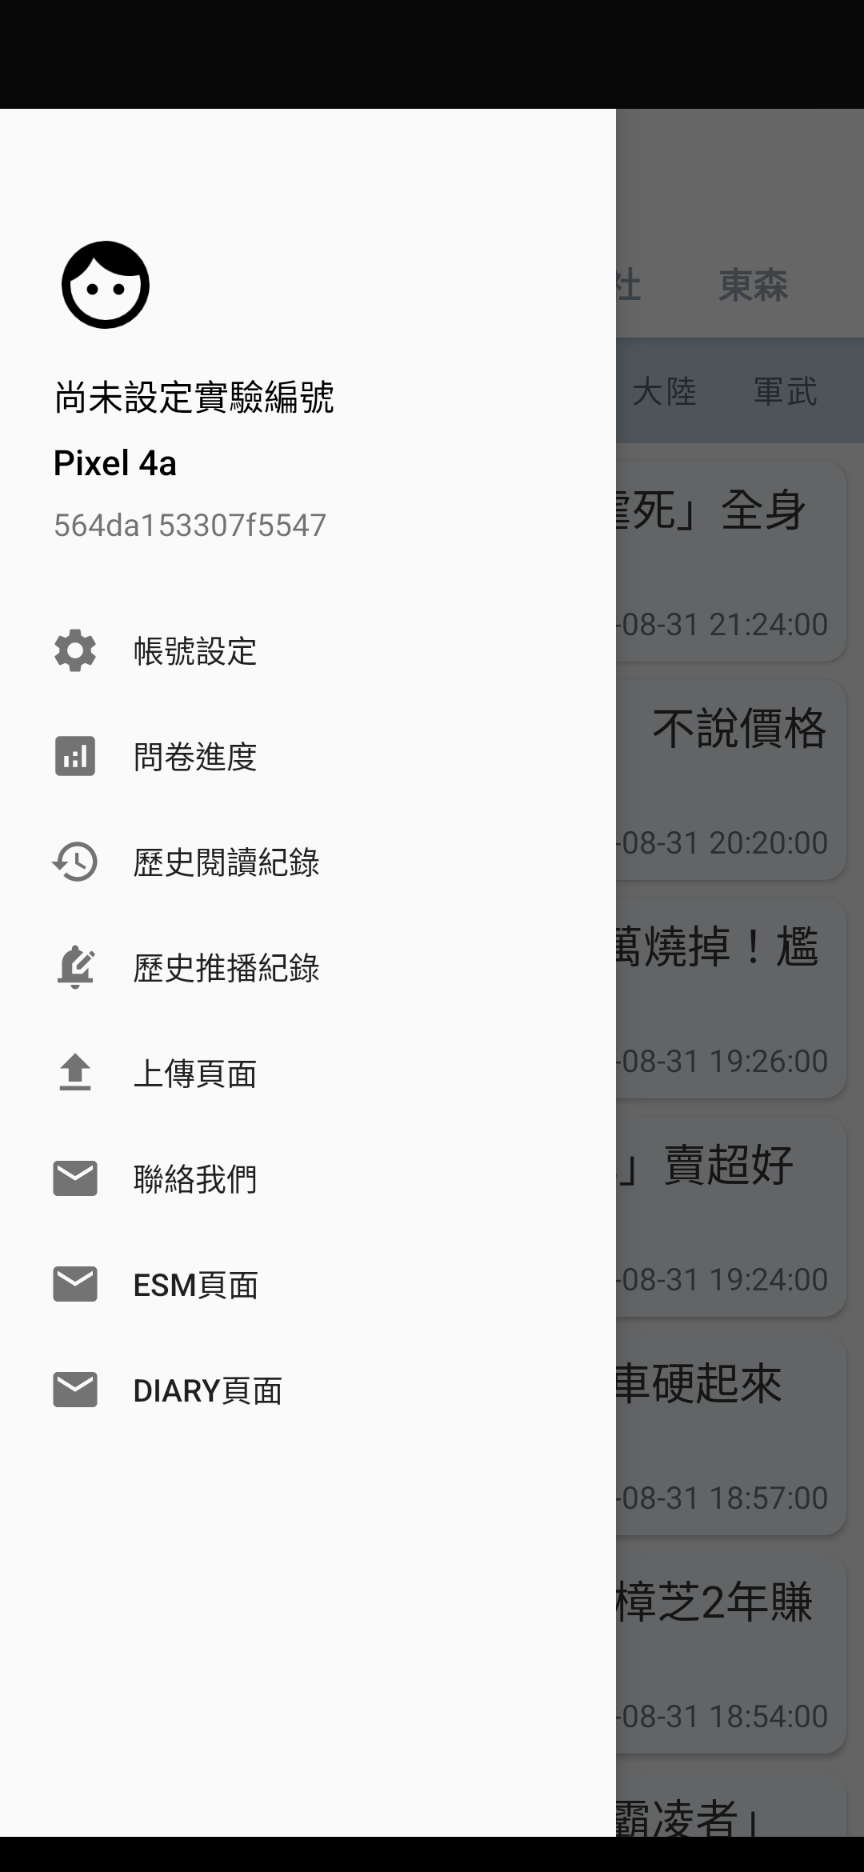 尚未設定實驗編號
Pixel 4a
564da153307f5547
帳號設定
問卷進度
歷史閱讀紀錄
歷史推播紀錄
上傳頁面
聯絡我們
ESM頁面
DIARY頁面
社
東森
大陸
軍武
死」全身
-08-31 21:24:00
不說價格
-08-31 20:20:00
萬燒掉！尷
-08-31 19:26:00
」賣超好
-08-31 19:24:00
車硬起來
-08-31 18:57:00
樟芝2年賺
-08-31 18:54:00
霸凌者」